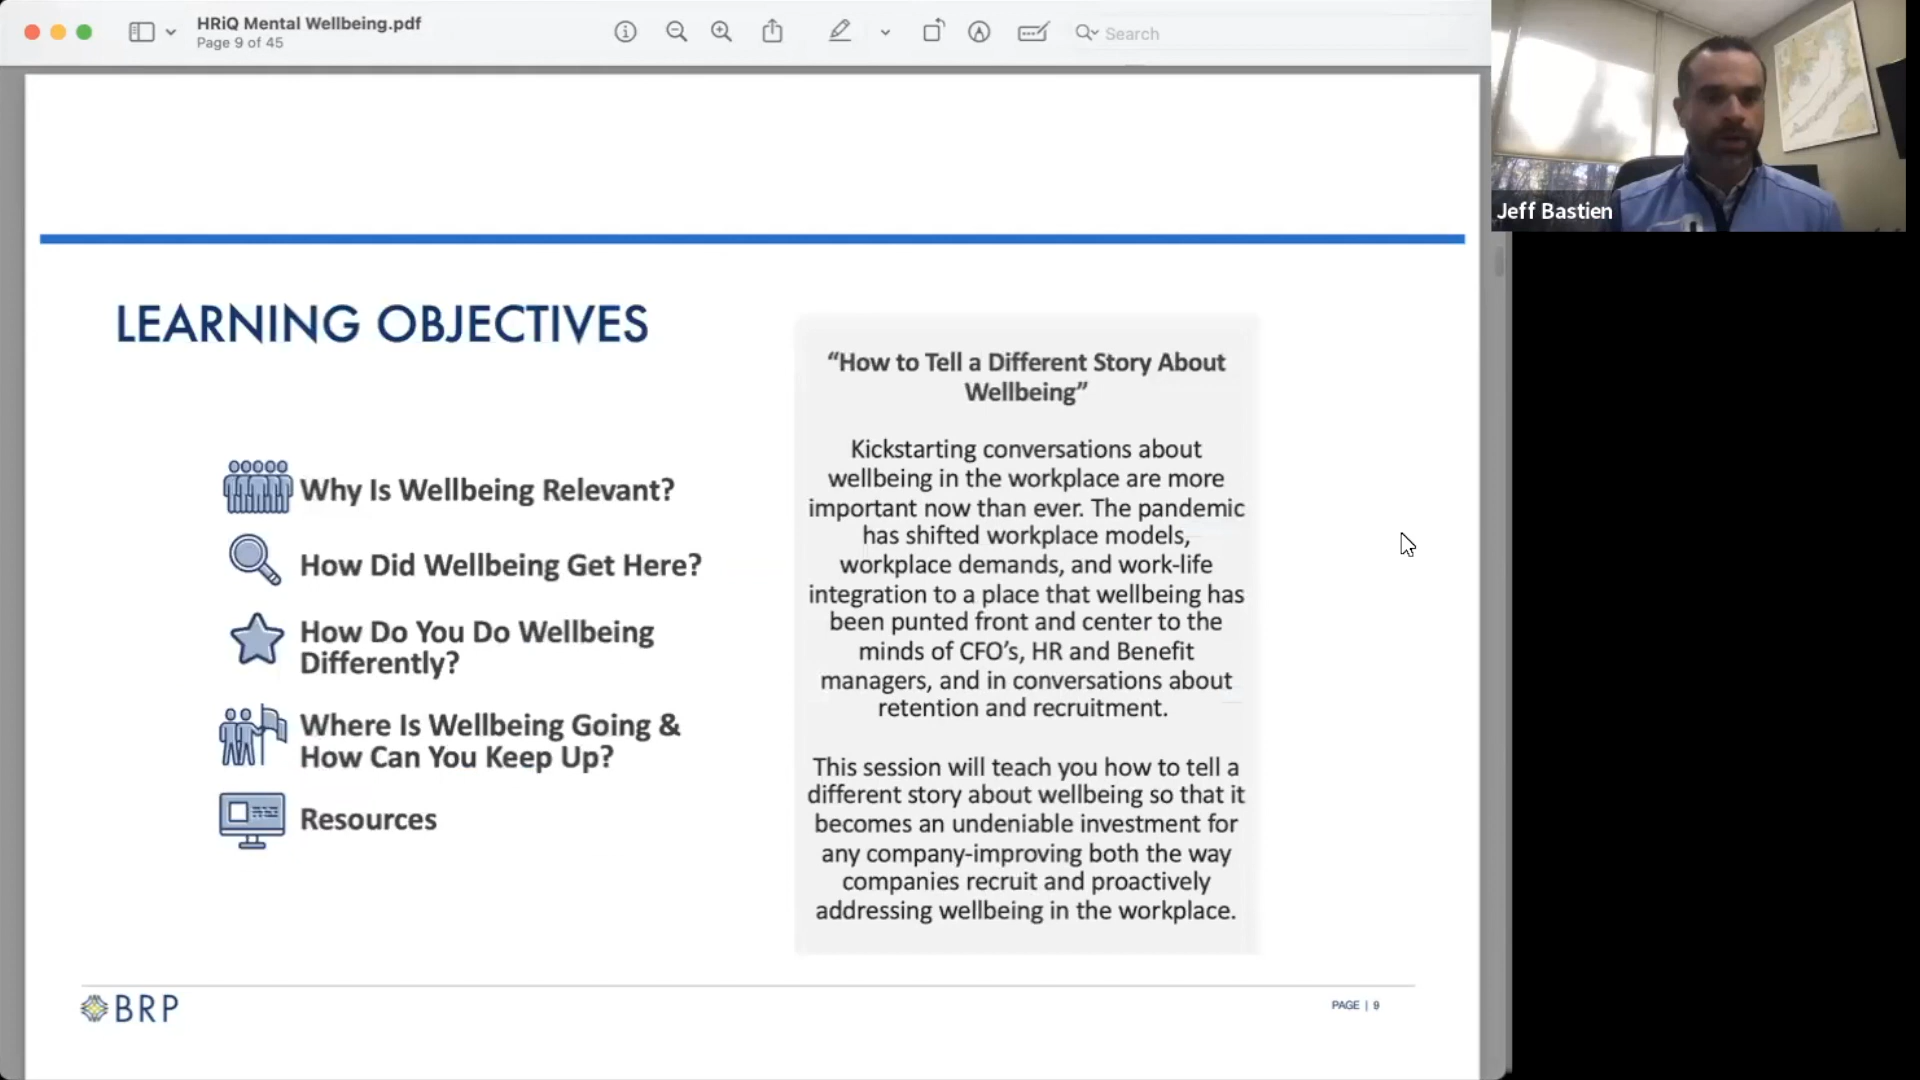 HRiQ Mental Wellbeing.pdf
Page 9 of 45
Search
Jeff Bastien
LEARNING OBJECTIVES
Why Is Wellbeing Relevant?
How Did Wellbeing Get Here?
How Do You Do Wellbeing
Differently?
Where Is Wellbeing Going &
How Can You Keep Up?
Resources
“How to Tell a Different Story About
Wellbeing”
Kickstarting conversations about
wellbeing in the workplace are more
important now than ever. The pandemic
has shifted workplace models,
workplace demands, and work-life
integration to a place that wellbeing has
been punted front and center to the
minds of CFO’s, HR and Benefit
managers, and in conversations about
retention and recruitment.
This session will teach you how to tell a
different story about wellbeing so that it
becomes an undeniable investment for
any company-improving both the way
companies recruit and proactively
addressing wellbeing in the workplace.
BRP
PAGE | 9